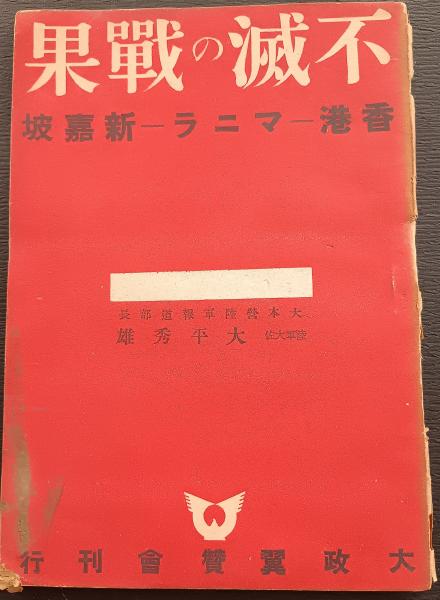 不滅の戰果
香港―マニラ―新嘉坡
大本營陸軍報道部長
陸軍大佐 大平秀雄
大政翼贊會刊行